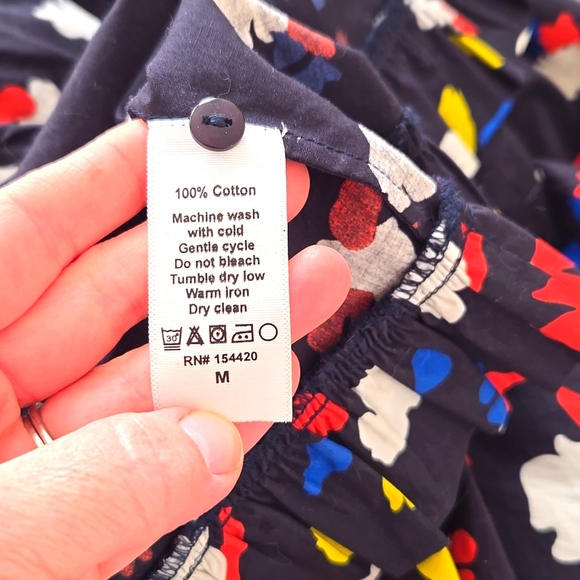 100% Cotton
Machine wash
with cold
Gentle cycle
Do not bleach
Tumble dry low
Warm iron
Dry clean
30°
RN# 154420
M